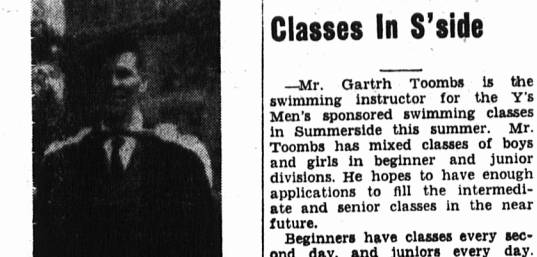 Classes In S'side
—Mr. Gartrh Toombs is the
swimming instructor for the Y's
Men's sponsored swimming classes
in Summerside this summer. Mr.
Toombs has mixed classes of boys
and girls in beginner and junior
divisions. He hopes to have enough
applications to fill the intermedi-
ate and senior classes in the near
future.
Beginners have classes every sec-
ond day, and juniors every day.